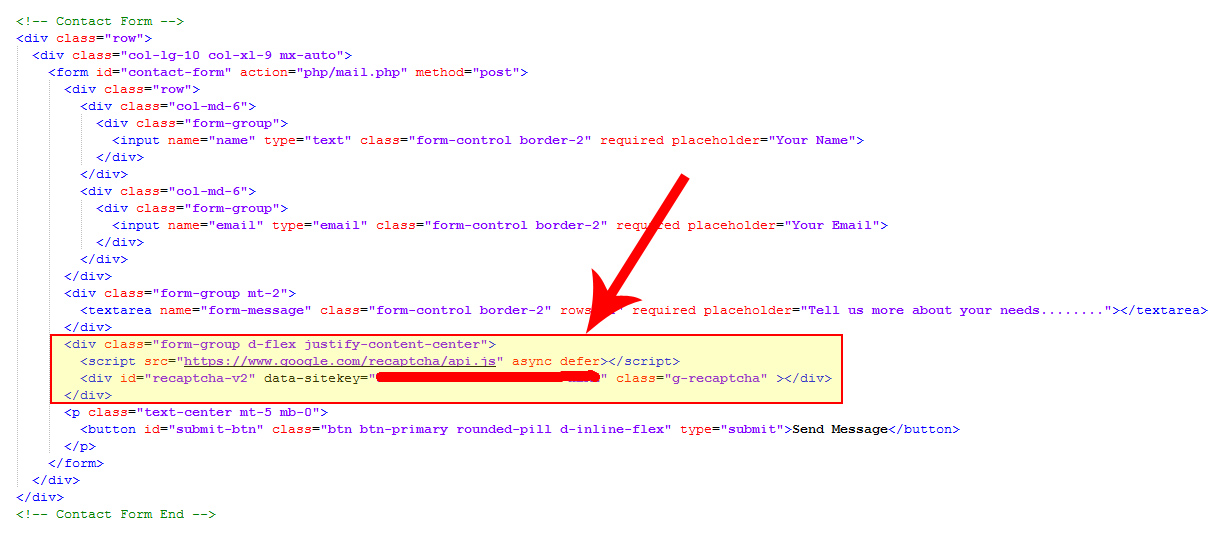 <!-- Contact Form -->
<div class="row">
<div class="col-lg-10 col-xl-9 mx-auto">
<form id="contact-form" action="php/mail.php" method="post">
<div class="row">
<div class="col-md-6">
<div class="form-group">
<input name="name" type="text" class="form-control border-2" required placeholder="Your Name">
</div>
</div>
<div class="col-md-6">
<div class="form-group">
<input name="email" type="email" class="form-control border-2" required placeholder="Your Email">
</div>
</div>
</div>
<div class="form-group mt-2">
<textarea name="form-message" class="form-control border-2" required placeholder="Tell us more about your needs........"></textarea>
</div>
<div class="form-group d-flex justify-content-center">
<script src="https://www.google.com/recaptcha/api.js" async defer></script>
<div id="recaptcha-v2" data-sitekey="" class="g-recaptcha" ></div>
</div>
<p class="text-center mt-5 mb-0">
<button id="submit-btn" class="btn btn-primary rounded-pill d-inline-flex" type="submit">Send Message</button>
</p>
</form>
</div>
</div>
<!-- Contact Form End -->